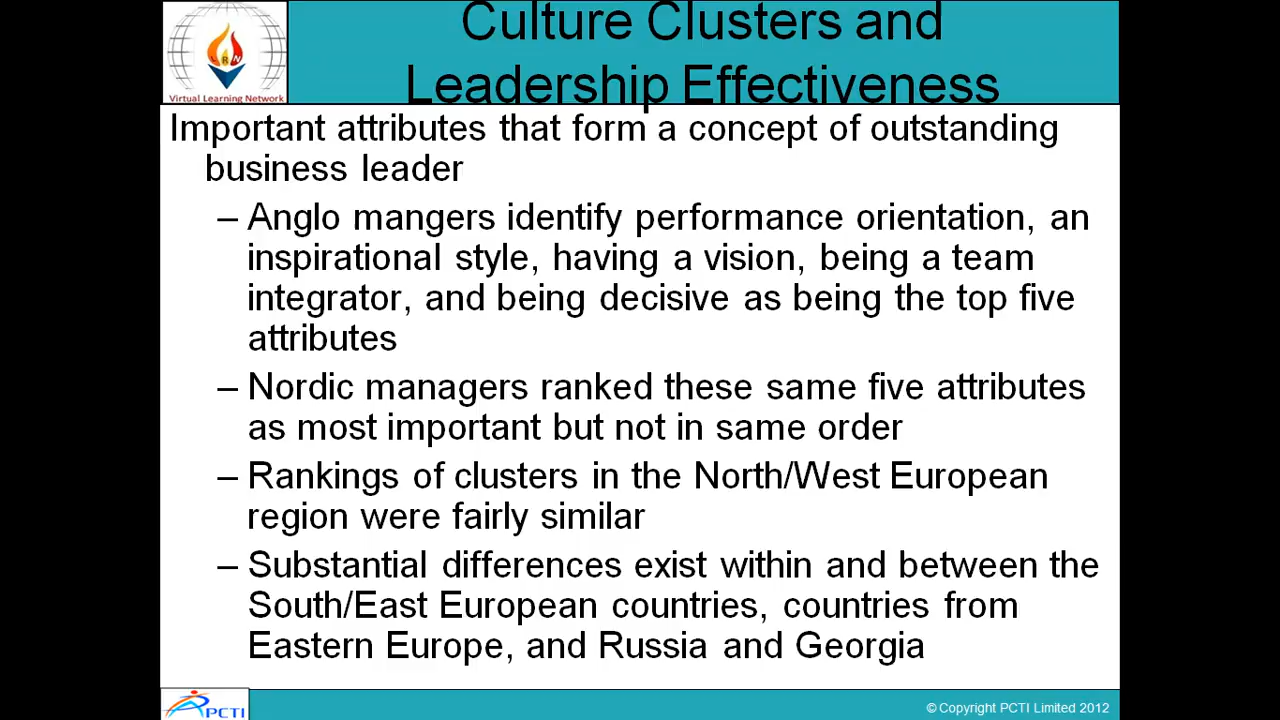 Culture Clusters and
Leadership Effectiveness
LRN
Virtual Learning Network
Important attributes that form a concept of outstanding
business leader
– Anglo mangers identify performance orientation, an
inspirational style, having a vision, being a team
integrator, and being decisive as being the top five
attributes
– Nordic managers ranked these same five attributes
as most important but not in same order
– Rankings of clusters in the North/West European
region were fairly similar
– Substantial differences exist within and between the
South/East European countries, countries from
Eastern Europe, and Russia and Georgia
PCTI
© Copyright PCTI Limited 2012